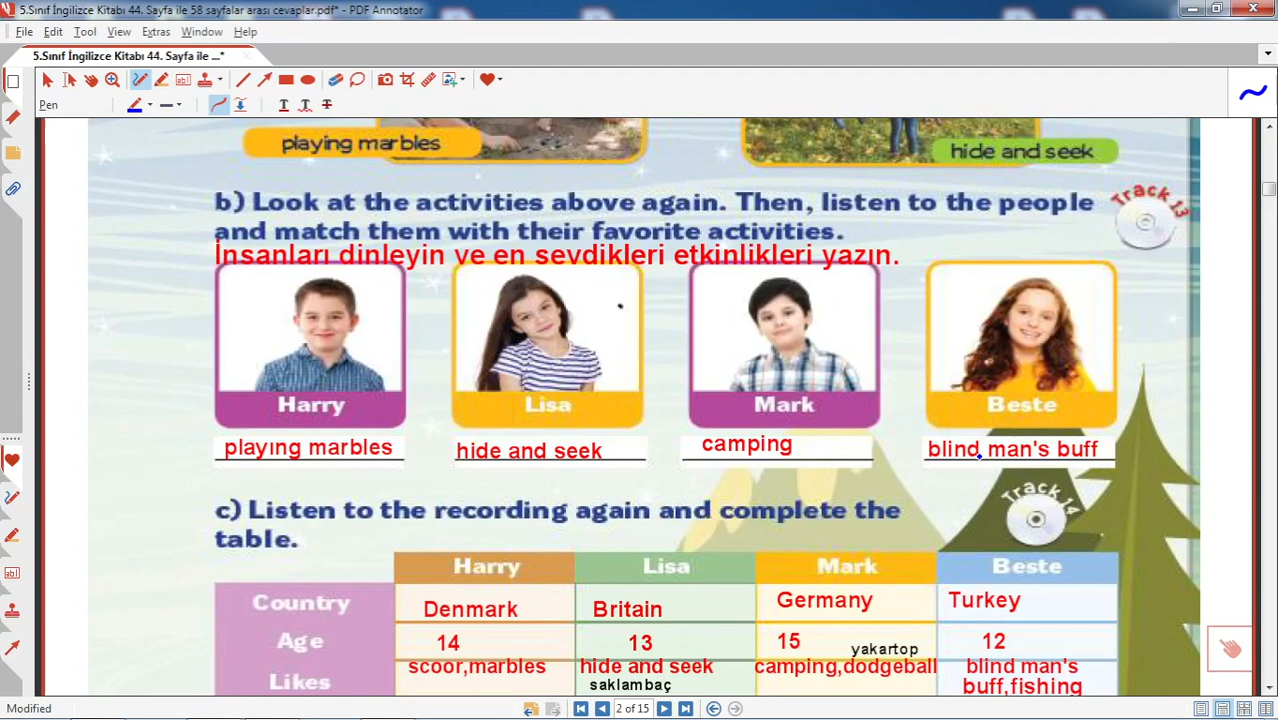 5.Sınıf İngilizce Kitabı 44. Sayfa ile 58 sayfalar arası cevaplar.pdf* - PDF Annotator
File Edit Tool View Extras Window Help
5.Sınıf İngilizce Kitabı 44. Sayfa ile ...*
Pen
playing marbles
hide and seek
b) Look at the activities above again. Then, listen to the people
and match them with their favorite activities.
Track 13
İnsanları dinleyin ve en sevdikleri etkinlikleri yazın.
Harry Lisa Mark Beste
playıng marbles hide and seek camping blind man's buff
c) Listen to the recording again and complete the
table.
Track 14
Harry Lisa Mark Beste
Country Denmark Britain Germany Turkey
Age 14 13 15 yakartop 12
Likes scoor,marbles hide and seek camping,dodgeball blind man's
saklambaç buff,fishing
Modified 2 of 15